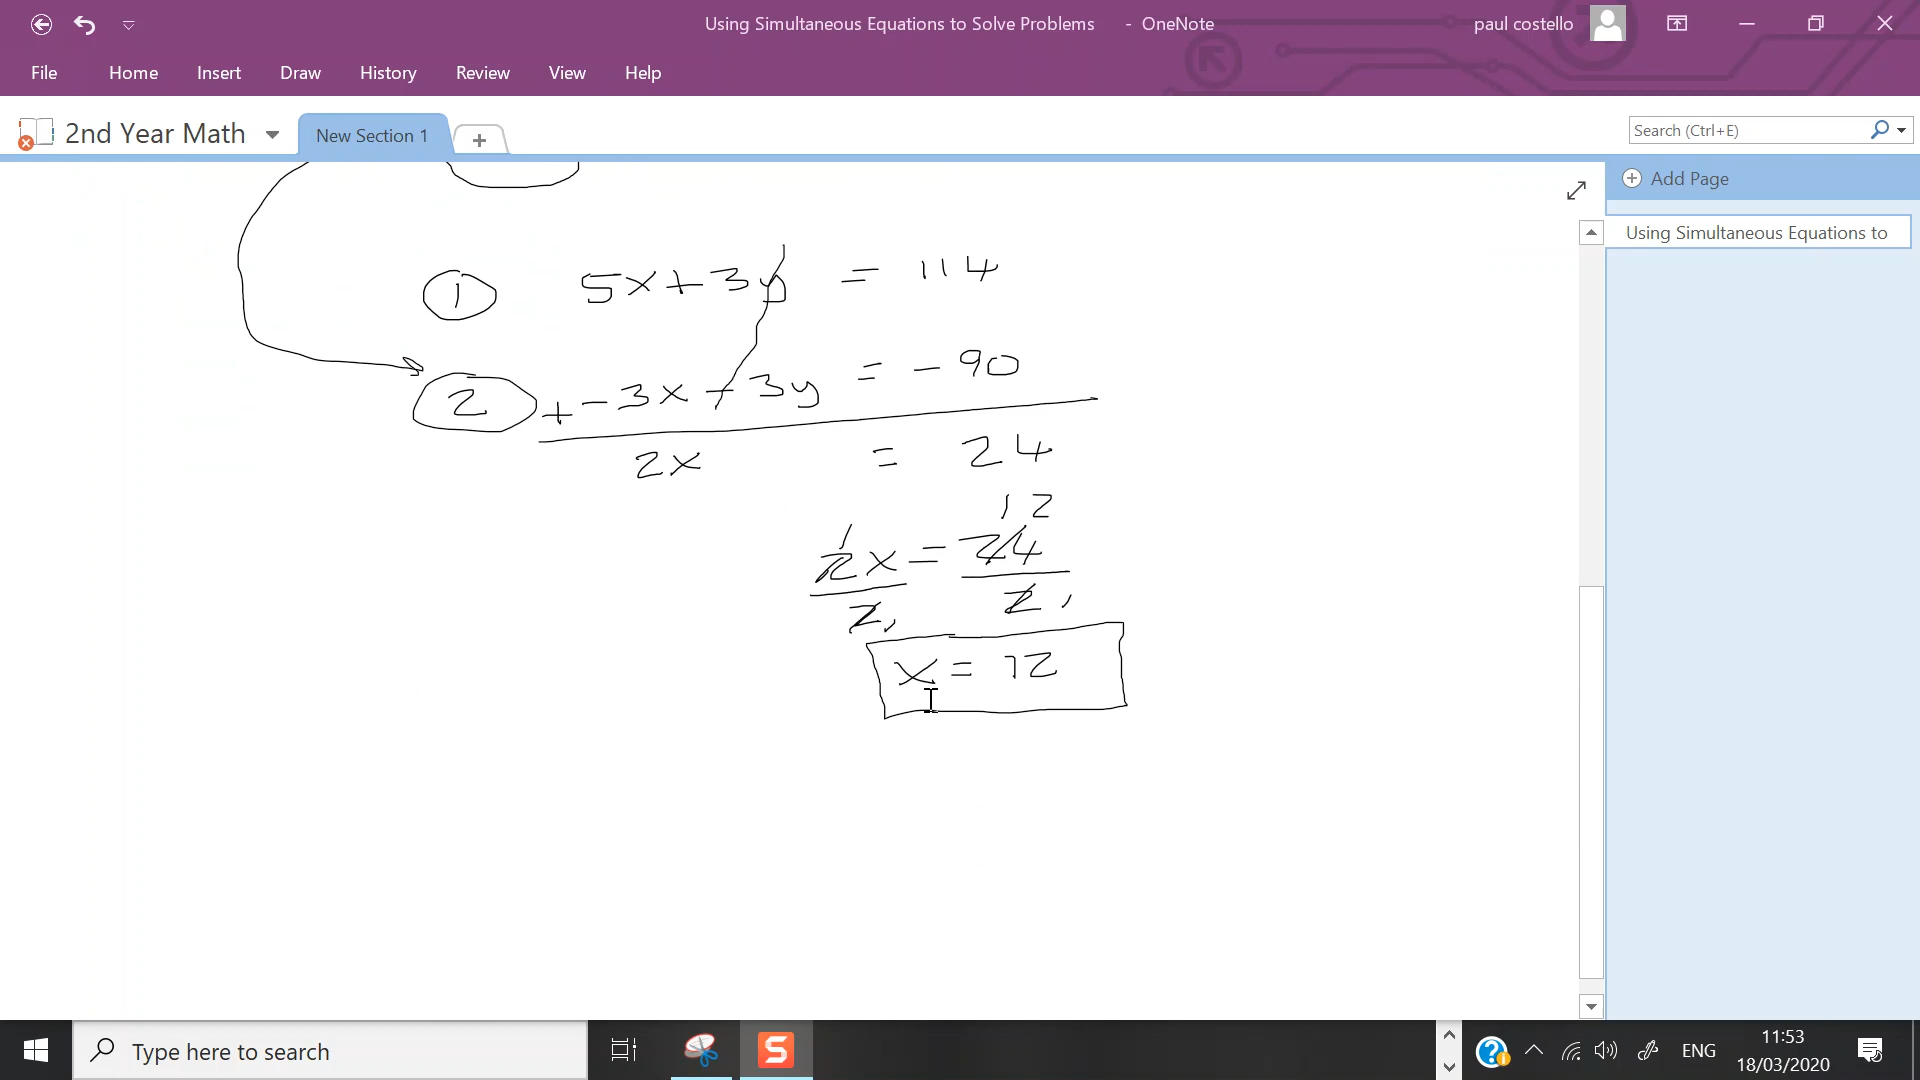 Using Simultaneous Equations to Solve Problems - OneNote
paul costello
File Home Insert Draw History Review View Help
2nd Year Math
New Section 1
+
Search (Ctrl+E)
Add Page
Using Simultaneous Equations to
1 5x+3y = 114
2 + -3x-3y = -90
2x = 24
1 12
2x = 24
2 1 2 1
x = 12
Type here to search
S
ENG
11:53
18/03/2020